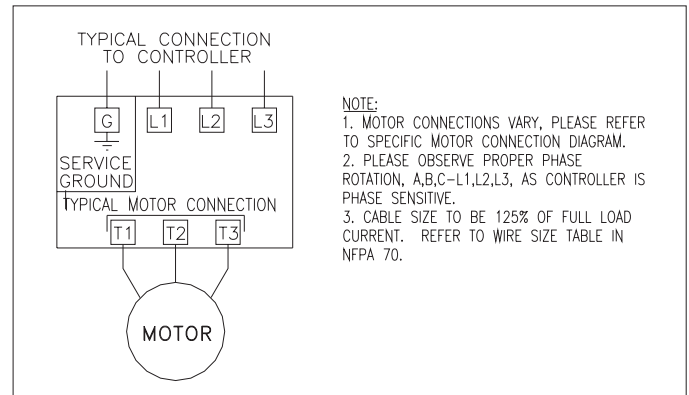 TYPICAL CONNECTION
TO CONTROLLER
G L1 L2 L3
SERVICE
GROUND
TYPICAL MOTOR CONNECTION
T1 T2 T3
MOTOR
NOTE:
1. MOTOR CONNECTIONS VARY, PLEASE REFER
TO SPECIFIC MOTOR CONNECTION DIAGRAM.
2. PLEASE OBSERVE PROPER PHASE
ROTATION, A,B,C-L1,L2,L3, AS CONTROLLER IS
PHASE SENSITIVE.
3. CABLE SIZE TO BE 125% OF FULL LOAD
CURRENT. REFER TO WIRE SIZE TABLE IN
NFPA 70.